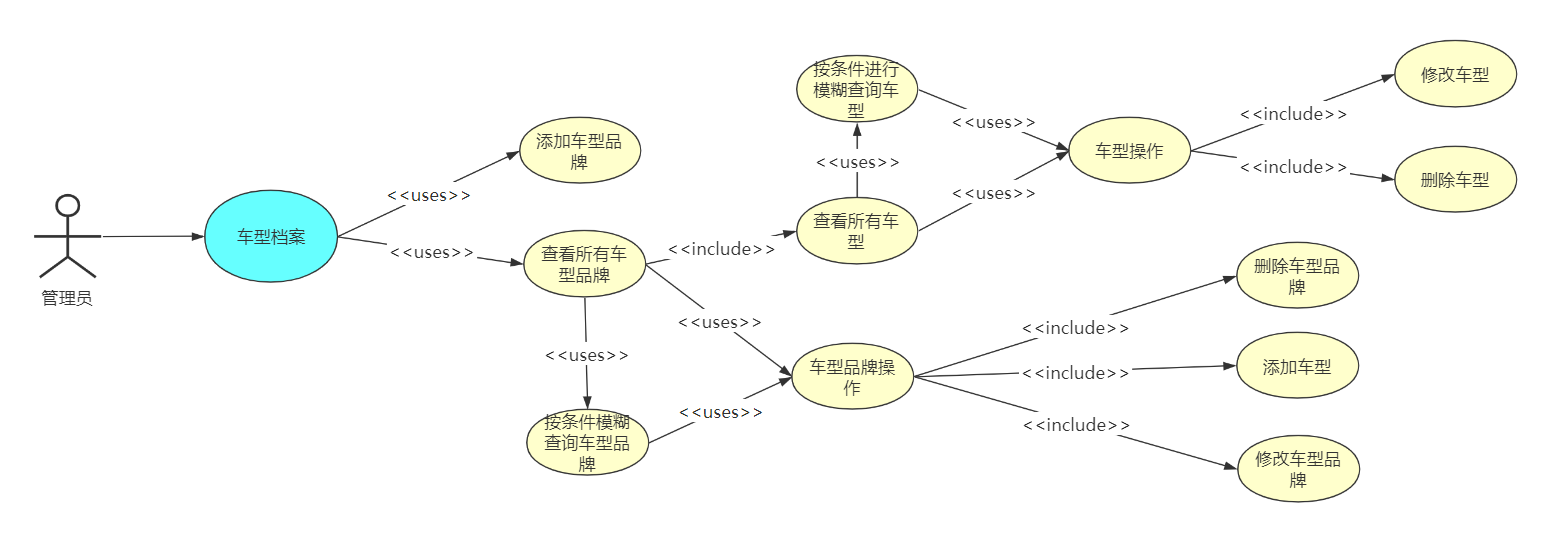 按条件进行
模糊查询车
型
修改车型
<<uses>>
<<include>>
添加车型品
牌
车型操作
<<uses>>
<<include>>
删除车型
<<uses>>
<<uses>>
车型档案
查看所有车
型
<<include>>
<<uses>>
查看所有车
型品牌
管理员
删除车型品
牌
<<uses>>
<<include>>
<<uses>>
车型品牌操
作
<<include>>
添加车型
<<uses>>
<<include>>
按条件模糊
查询车型品
牌
修改车型品
牌